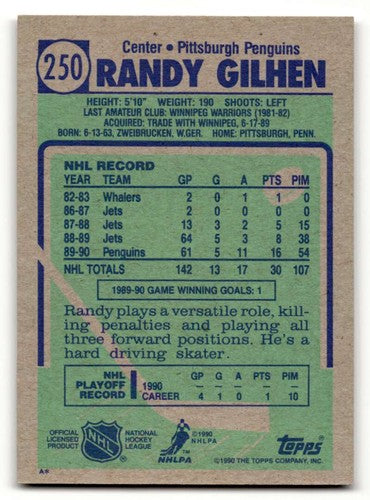 250
Center • Pittsburgh Penguins
RANDY GILHEN
HEIGHT: 5'10" WEIGHT: 190 SHOOTS: LEFT
LAST AMATEUR CLUB: WINNIPEG WARRIORS (1981-82)
ACQUIRED: TRADE WITH WINNIPEG, 6-17-89
BORN: 6-13-63, ZWEIBRUCKEN, W.GER. HOME: PITTSBURGH, PENN.
NHL RECORD
YEAR TEAM GP G A PTS PIM
82-83 Whalers 2 0 1 1 0
86-87 Jets 2 0 0 0 0
87-88 Jets 13 3 2 5 15
88-89 Jets 64 5 3 8 38
89-90 Penguins 61 5 11 16 54
NHL TOTALS 142 13 17 30 107
1989-90 GAME WINNING GOALS: 1
Randy plays a versatile role, kill-
ing penalties and playing all
three forward positions. He's a
hard driving skater.
NHL
PLAYOFF
RECORD
GP G A PTS PIM
1990 – – – – –
CAREER 4 1 0 1 10
OFFICIAL
LICENSED
PRODUCT
NHL
NATIONAL
HOCKEY
LEAGUE
©1990
NHLPA
NHLPA
Topps
©1990 THE TOPPS COMPANY, INC.
A*